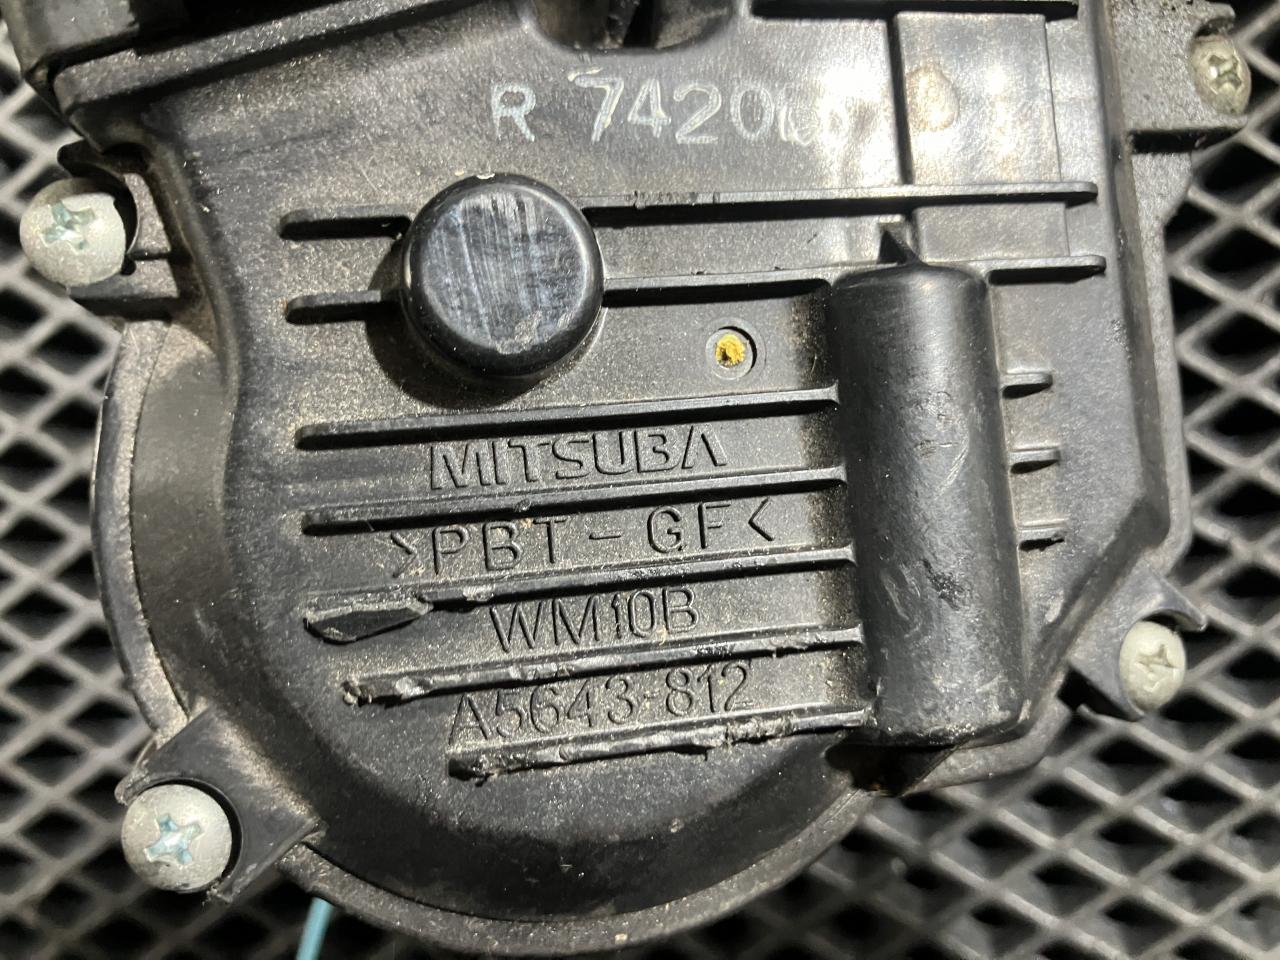 R 7420
MITSUBA
>PBT-GF<
WM10B
A5643-812